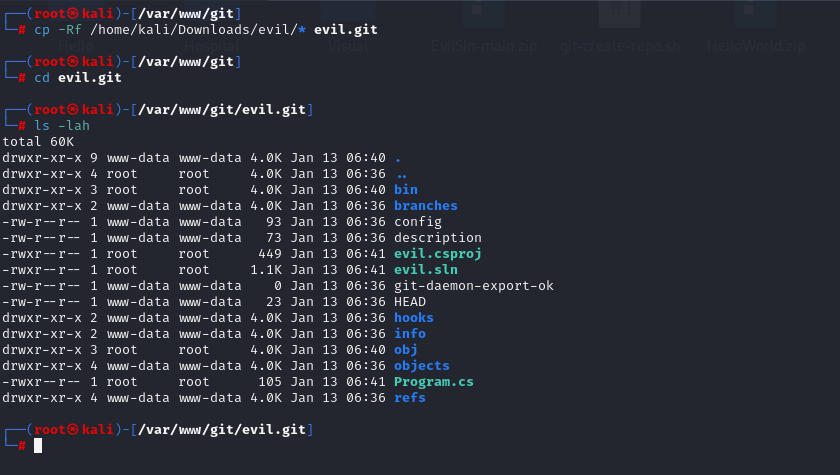 ┌──(root㉿kali)-[/var/www/git]
└─# cp -Rf /home/kali/Downloads/evil/* evil.git
Hello Hospital Visual EvilSln-main.zip git-create-repo.sh HelloWorld.zip
┌──(root㉿kali)-[/var/www/git]
└─# cd evil.git
┌──(root㉿kali)-[/var/www/git/evil.git]
└─# ls -lah
total 60K
drwxr-xr-x 9 www-data www-data 4.0K Jan 13 06:40 .
drwxr-xr-x 4 root     root     4.0K Jan 13 06:36 ..
drwxr-xr-x 3 root     root     4.0K Jan 13 06:40 bin
drwxr-xr-x 2 www-data www-data 4.0K Jan 13 06:36 branches
-rw-r--r-- 1 www-data www-data   93 Jan 13 06:36 config
-rw-r--r-- 1 www-data www-data   73 Jan 13 06:36 description
-rwxr--r-- 1 root     root      449 Jan 13 06:41 evil.csproj
-rwxr--r-- 1 root     root     1.1K Jan 13 06:41 evil.sln
-rw-r--r-- 1 www-data www-data    0 Jan 13 06:36 git-daemon-export-ok
-rw-r--r-- 1 www-data www-data   23 Jan 13 06:36 HEAD
drwxr-xr-x 2 www-data www-data 4.0K Jan 13 06:36 hooks
drwxr-xr-x 2 www-data www-data 4.0K Jan 13 06:36 info
drwxr-xr-x 3 root     root     4.0K Jan 13 06:40 obj
drwxr-xr-x 4 www-data www-data 4.0K Jan 13 06:36 objects
-rwxr--r-- 1 root     root      105 Jan 13 06:41 Program.cs
drwxr-xr-x 4 www-data www-data 4.0K Jan 13 06:36 refs
┌──(root㉿kali)-[/var/www/git/evil.git]
└─#